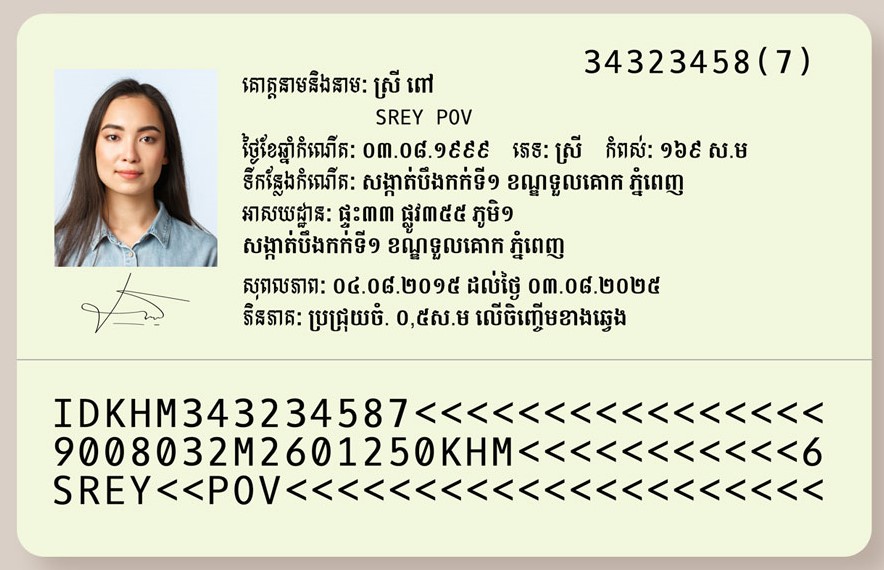 34323458(7)
គោត្តនាមនិងនាម: ស្រី ពៅ
SREY POV
ថ្ងៃខែឆ្នាំកំណើត: ០៣.០៨.១៩៩៩ ភេទ: ស្រី កំពស់: ១៦៩ ស.ម
ទីកន្លែងកំណើត: សង្កាត់បឹងកក់ទី១ ខណ្ឌទួលគោក ភ្នំពេញ
អាសយដ្ឋាន: ផ្ទះ៣៣ ផ្លូវ៣៥៥ ភូមិ១
សង្កាត់បឹងកក់ទី១ ខណ្ឌទួលគោក ភ្នំពេញ
សុពលភាព: ០៤.០៨.២០១៥ ដល់ថ្ងៃ ០៣.០៨.២០២៥
ភិនភាគ: ប្រជ្រុយចំ. ០,៥ស.ម លើចិញ្ចើមខាងឆ្វេង
IDKHM343234587<<<<<<<<<<<<<<<<
9008032M2601250KHM<<<<<<<<<<<6
SREY<<POV<<<<<<<<<<<<<<<<<<<<<